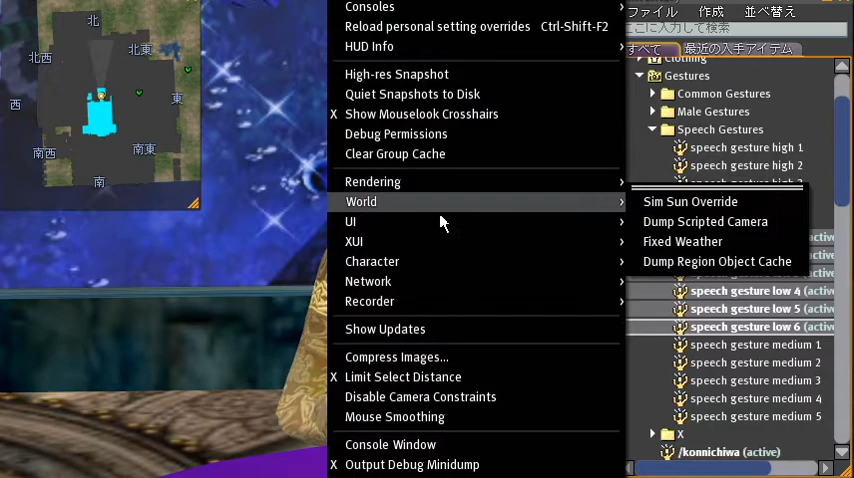 北
北西
北東
西
東
南西
南東
南
Consoles
Reload personal setting overrides Ctrl-Shift-F2
HUD Info
High-res Snapshot
Quiet Snapshots to Disk
X Show Mouselook Crosshairs
Debug Permissions
Clear Group Cache
Rendering
World
UI
XUI
Character
Network
Recorder
Show Updates
Compress Images...
X Limit Select Distance
Disable Camera Constraints
Mouse Smoothing
Console Window
X Output Debug Minidump
Sim Sun Override
Dump Scripted Camera
Fixed Weather
Dump Region Object Cache
ファイル 作成 並べ替え
ここに入力して検索
すべて 最近の入手アイテム
Clothing
Gestures
Common Gestures
Male Gestures
Speech Gestures
speech gesture high 1
speech gesture high 2
speech gesture low 4 (active
speech gesture low 5 (active
speech gesture low 6 (active
speech gesture medium 1
speech gesture medium 2
speech gesture medium 3
speech gesture medium 4
speech gesture medium 5
X
/konnichiwa (active)